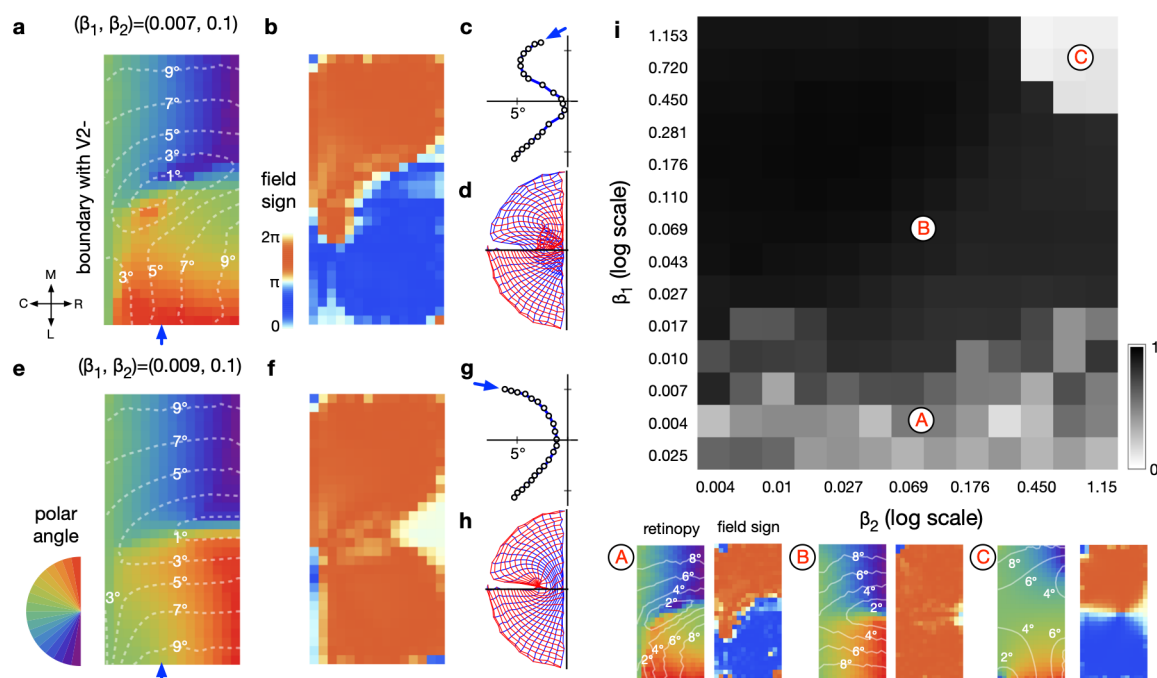 (β1, β2)=(0.007, 0.1)
a
b
c
i
boundary with V2-
9°
7°
5°
3°
1°
3°
5°
7°
9°
M
C
R
L
field
sign
2π
π
0
5°
d
(β1, β2)=(0.009, 0.1)
e
f
g
9°
7°
5°
1°
3°
3°
5°
7°
9°
polar
angle
5°
h
β1 (log scale)
1.153
0.720
0.450
0.281
0.176
0.110
0.069
0.043
0.027
0.017
0.010
0.007
0.004
0.025
C
B
A
1
0
0.004
0.01
0.027
0.069
0.176
0.450
1.15
β2 (log scale)
retinopy
field sign
A
8°
6°
4°
2°
8°
6°
4°
2°
B
8°
6°
4°
2°
4°
6°
8°
C
8°
6°
4°
4°
6°
2°